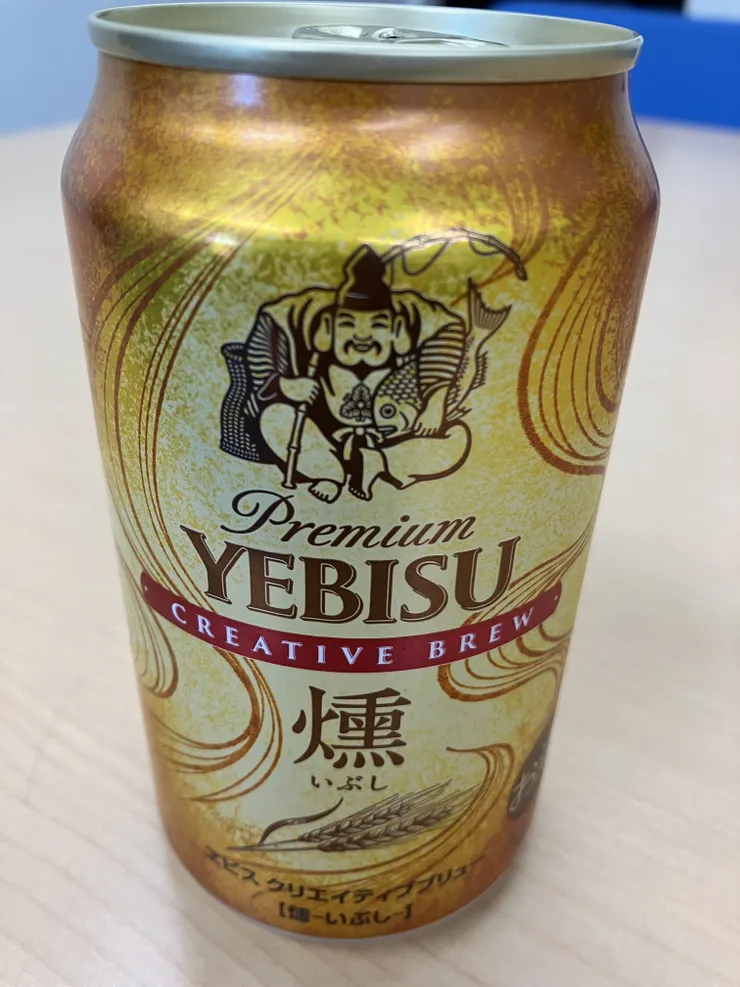 Premium
YEBISU
CREATIVE BREW
燻
いぶし
ヱビス クリエイティブブリュー
[燻-いぶし-]